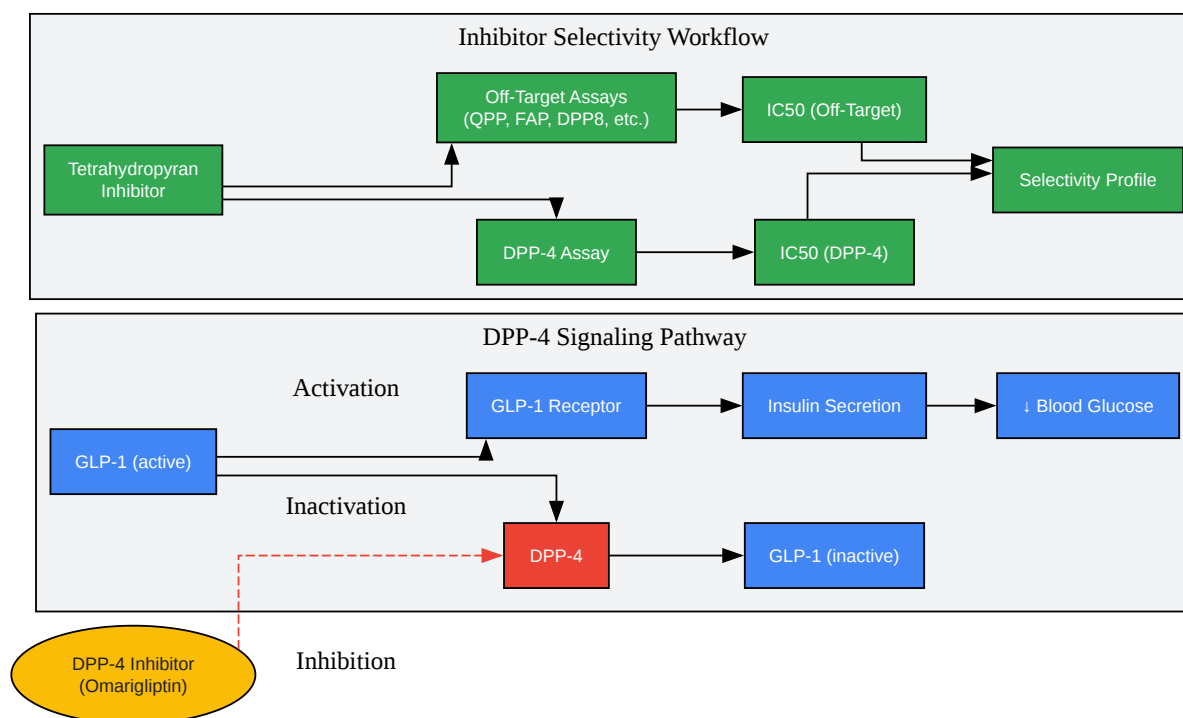 Inhibitor Selectivity Workflow
Off-Target Assays
(QPP, FAP, DPP8, etc.)
IC50 (Off-Target)
Tetrahydropyran
Inhibitor
Selectivity Profile
DPP-4 Assay
IC50 (DPP-4)
DPP-4 Signaling Pathway
Activation
GLP-1 Receptor
Insulin Secretion
↓ Blood Glucose
GLP-1 (active)
Inactivation
DPP-4
GLP-1 (inactive)
DPP-4 Inhibitor
(Omarigliptin)
Inhibition